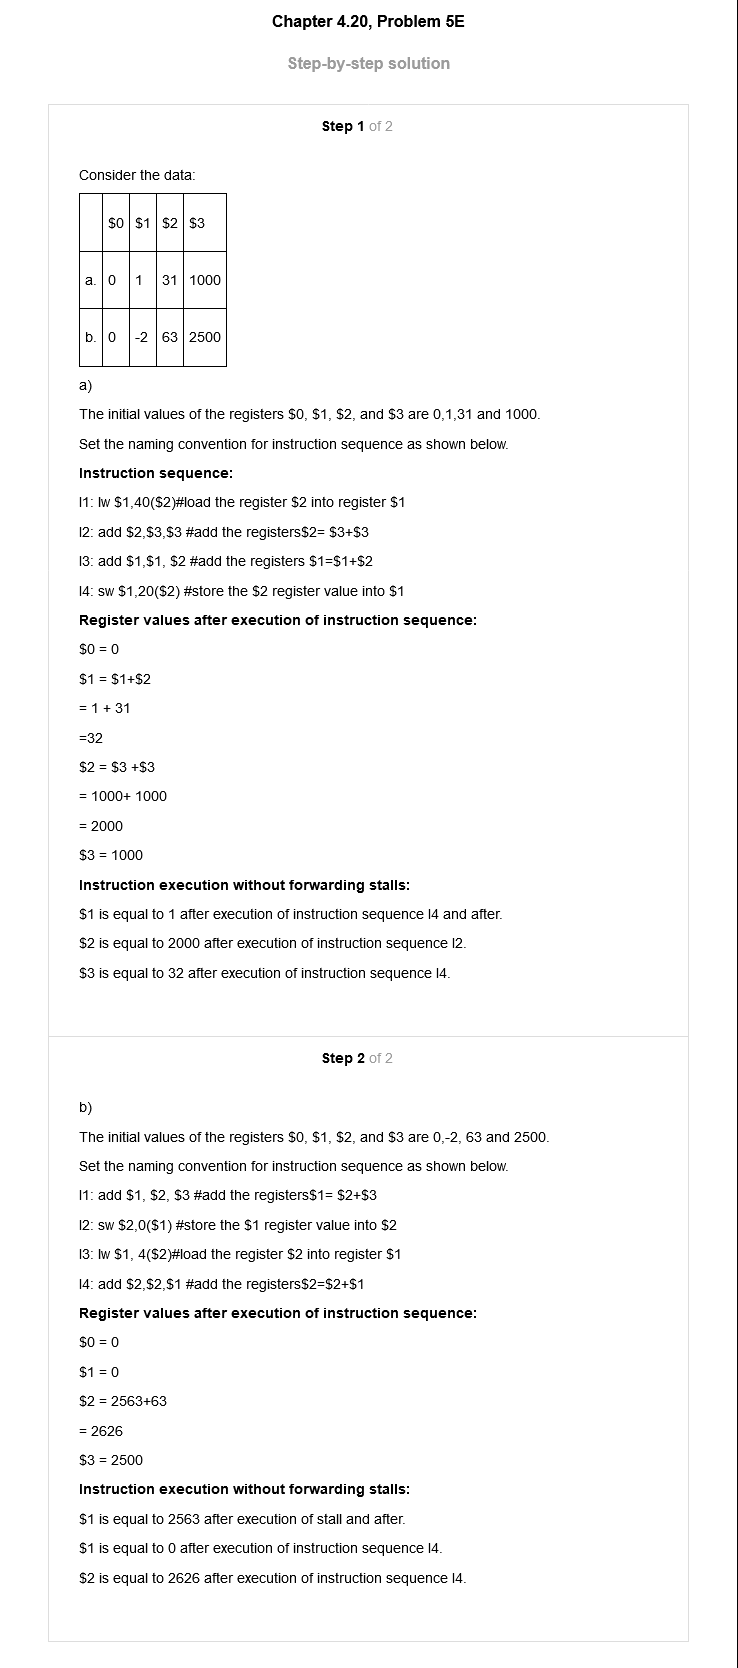 Chapter 4.20, Problem 5E
Step-by-step solution
Step 1 of 2
Consider the data:
$0 $1 $2 $3
a. 0 1 31 1000
b. 0 -2 63 2500
a)
The initial values of the registers $0, $1, $2, and $3 are 0,1,31 and 1000.
Set the naming convention for instruction sequence as shown below.
Instruction sequence:
I1: lw $1,40($2)#load the register $2 into register $1
I2: add $2,$3,$3 #add the registers$2= $3+$3
I3: add $1,$1, $2 #add the registers $1=$1+$2
I4: sw $1,20($2) #store the $2 register value into $1
Register values after execution of instruction sequence:
$0 = 0
$1 = $1+$2
= 1 + 31
=32
$2 = $3 +$3
= 1000+ 1000
= 2000
$3 = 1000
Instruction execution without forwarding stalls:
$1 is equal to 1 after execution of instruction sequence I4 and after.
$2 is equal to 2000 after execution of instruction sequence I2.
$3 is equal to 32 after execution of instruction sequence I4.
Step 2 of 2
b)
The initial values of the registers $0, $1, $2, and $3 are 0,-2, 63 and 2500.
Set the naming convention for instruction sequence as shown below.
I1: add $1, $2, $3 #add the registers$1= $2+$3
I2: sw $2,0($1) #store the $1 register value into $2
I3: lw $1, 4($2)#load the register $2 into register $1
I4: add $2,$2,$1 #add the registers$2=$2+$1
Register values after execution of instruction sequence:
$0 = 0
$1 = 0
$2 = 2563+63
= 2626
$3 = 2500
Instruction execution without forwarding stalls:
$1 is equal to 2563 after execution of stall and after.
$1 is equal to 0 after execution of instruction sequence I4.
$2 is equal to 2626 after execution of instruction sequence I4.